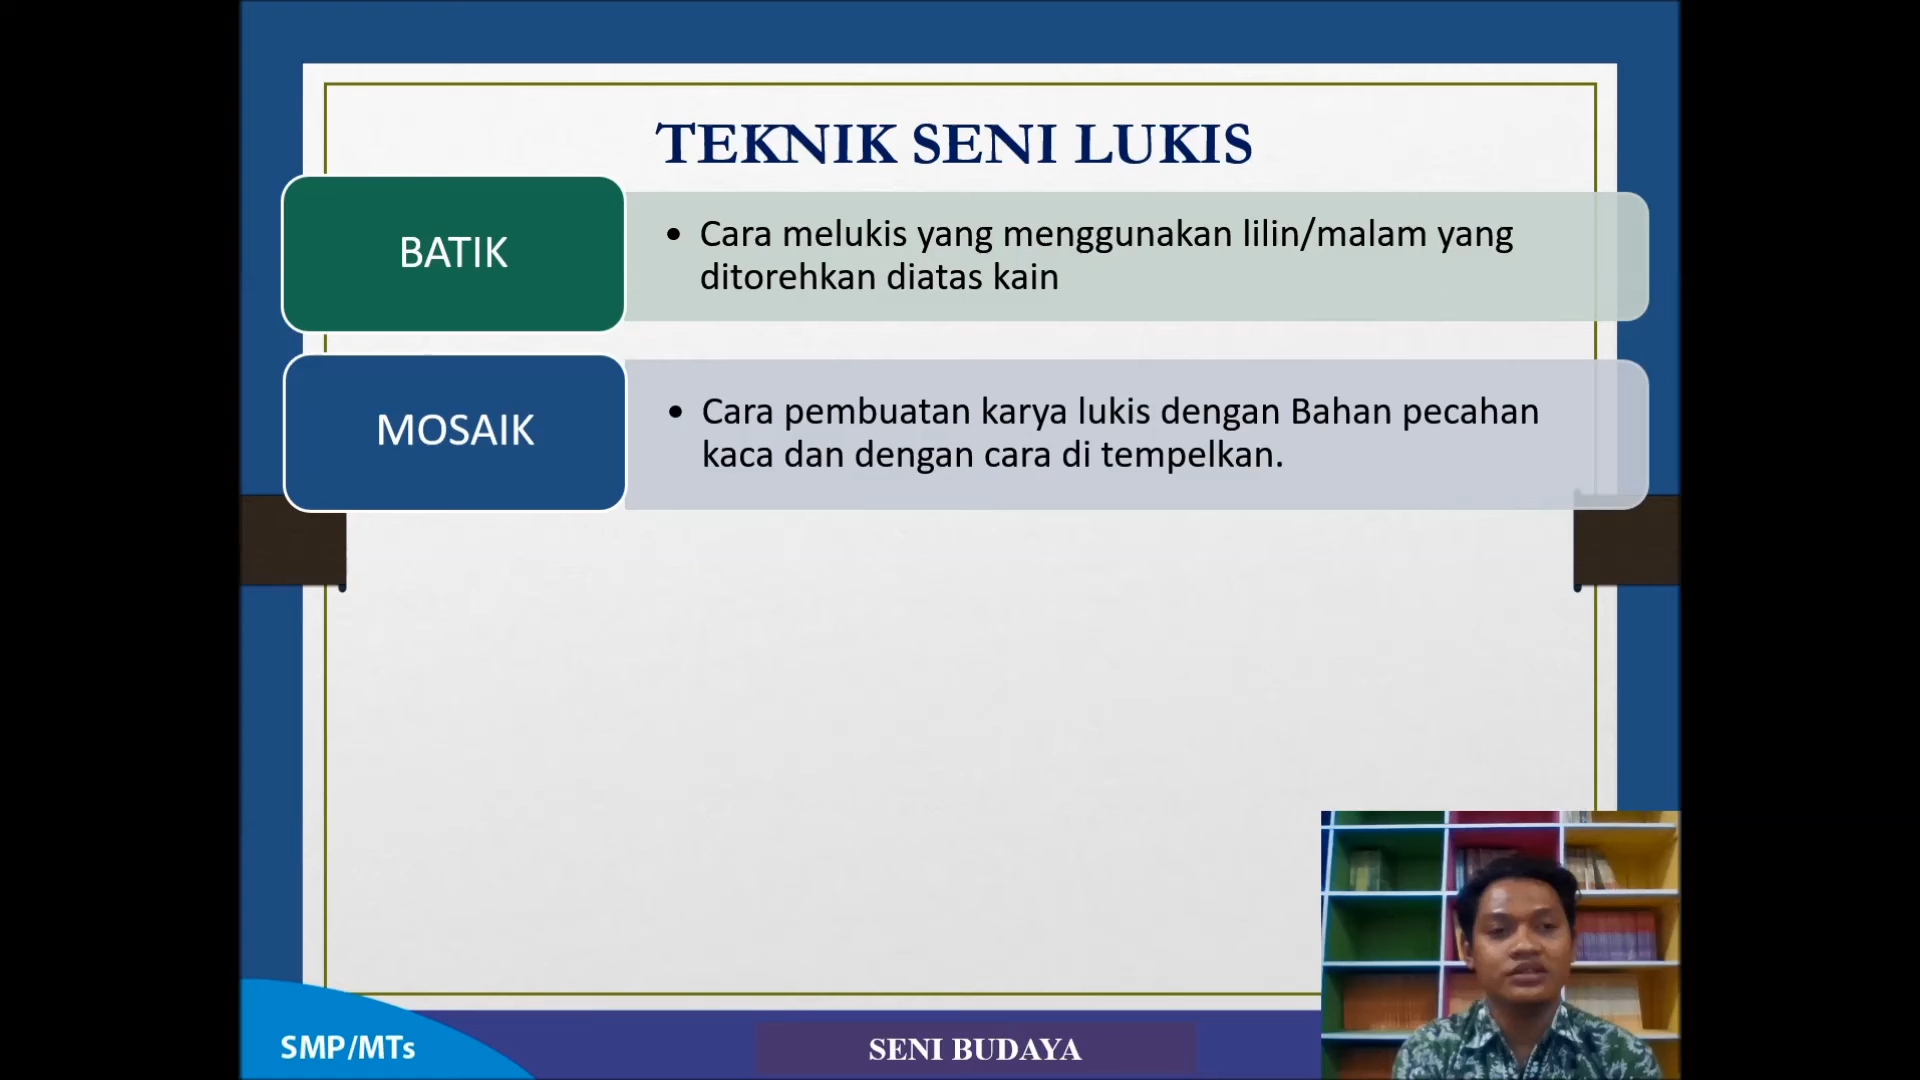 TEKNIK SENI LUKIS
BATIK
• Cara melukis yang menggunakan lilin/malam yang
ditorehkan diatas kain
MOSAIK
• Cara pembuatan karya lukis dengan Bahan pecahan
kaca dan dengan cara di tempelkan.
SMP/MTs
SENI BUDAYA